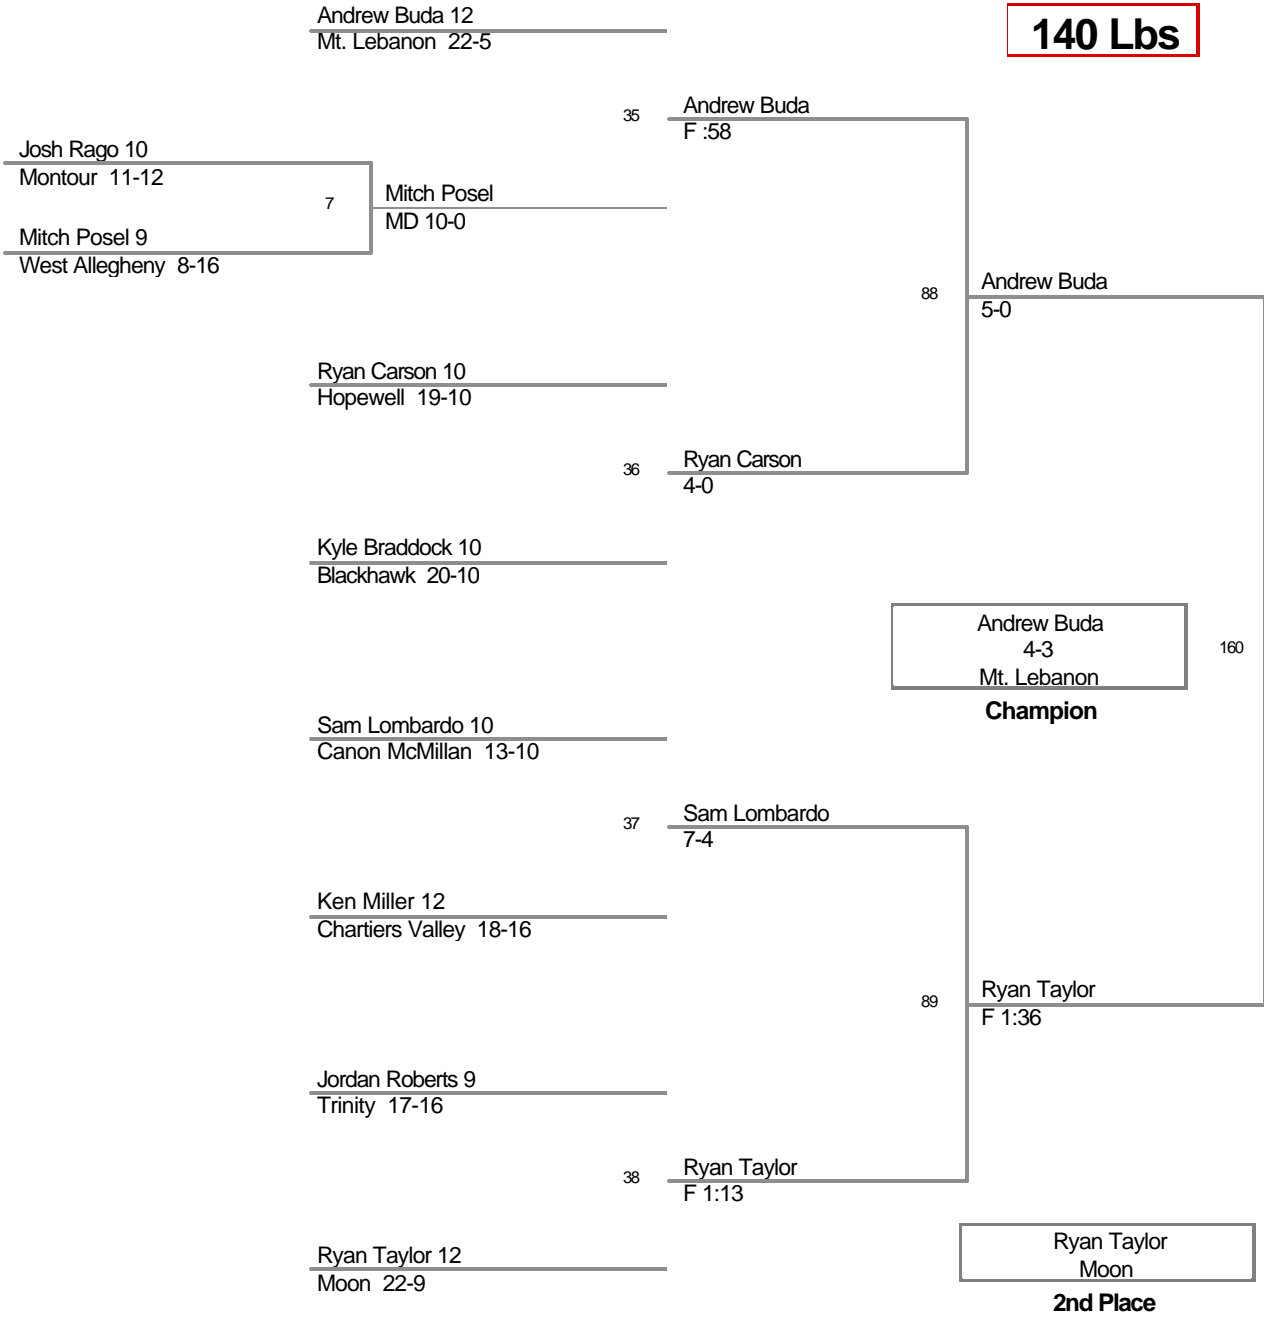 Andrew Buda 12
Mt. Lebanon 22-5
140 Lbs
35
Andrew Buda
F :58
Josh Rago 10
Montour 11-12
7
Mitch Posel
MD 10-0
Mitch Posel 9
West Allegheny 8-16
88
Andrew Buda
5-0
Ryan Carson 10
Hopewell 19-10
36
Ryan Carson
4-0
Kyle Braddock 10
Blackhawk 20-10
Andrew Buda
4-3
Mt. Lebanon
160
Champion
Sam Lombardo 10
Canon McMillan 13-10
37
Sam Lombardo
7-4
Ken Miller 12
Chartiers Valley 18-16
89
Ryan Taylor
F 1:36
Jordan Roberts 9
Trinity 17-16
38
Ryan Taylor
F 1:13
Ryan Taylor 12
Moon 22-9
Ryan Taylor
Moon
2nd Place